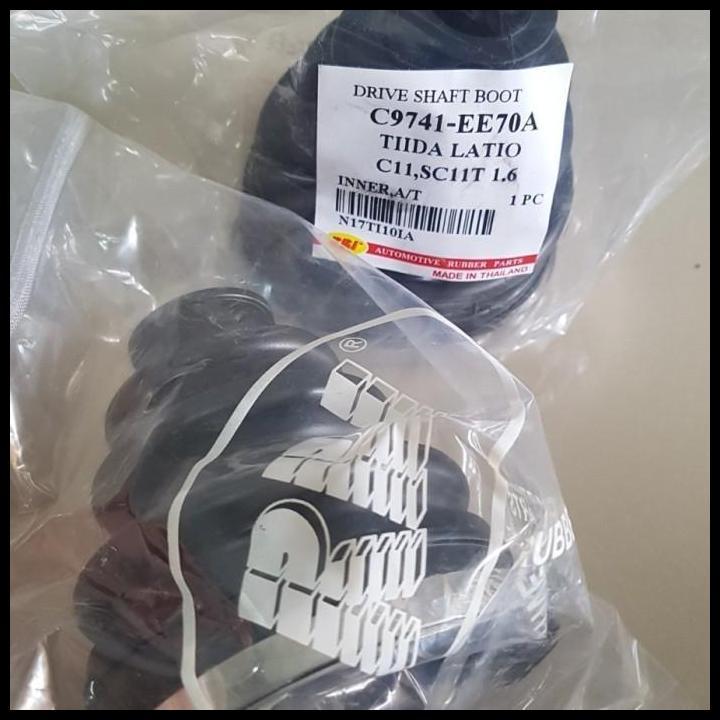 DRIVE SHAFT BOOT
C9741-EE70A
TIIDA LATIO
C11,SC11T 1.6
INNER,A/T
1 PC
N17TI10IA
AUTOMOTIVE RUBBER PARTS
MADE IN THAILAND
®